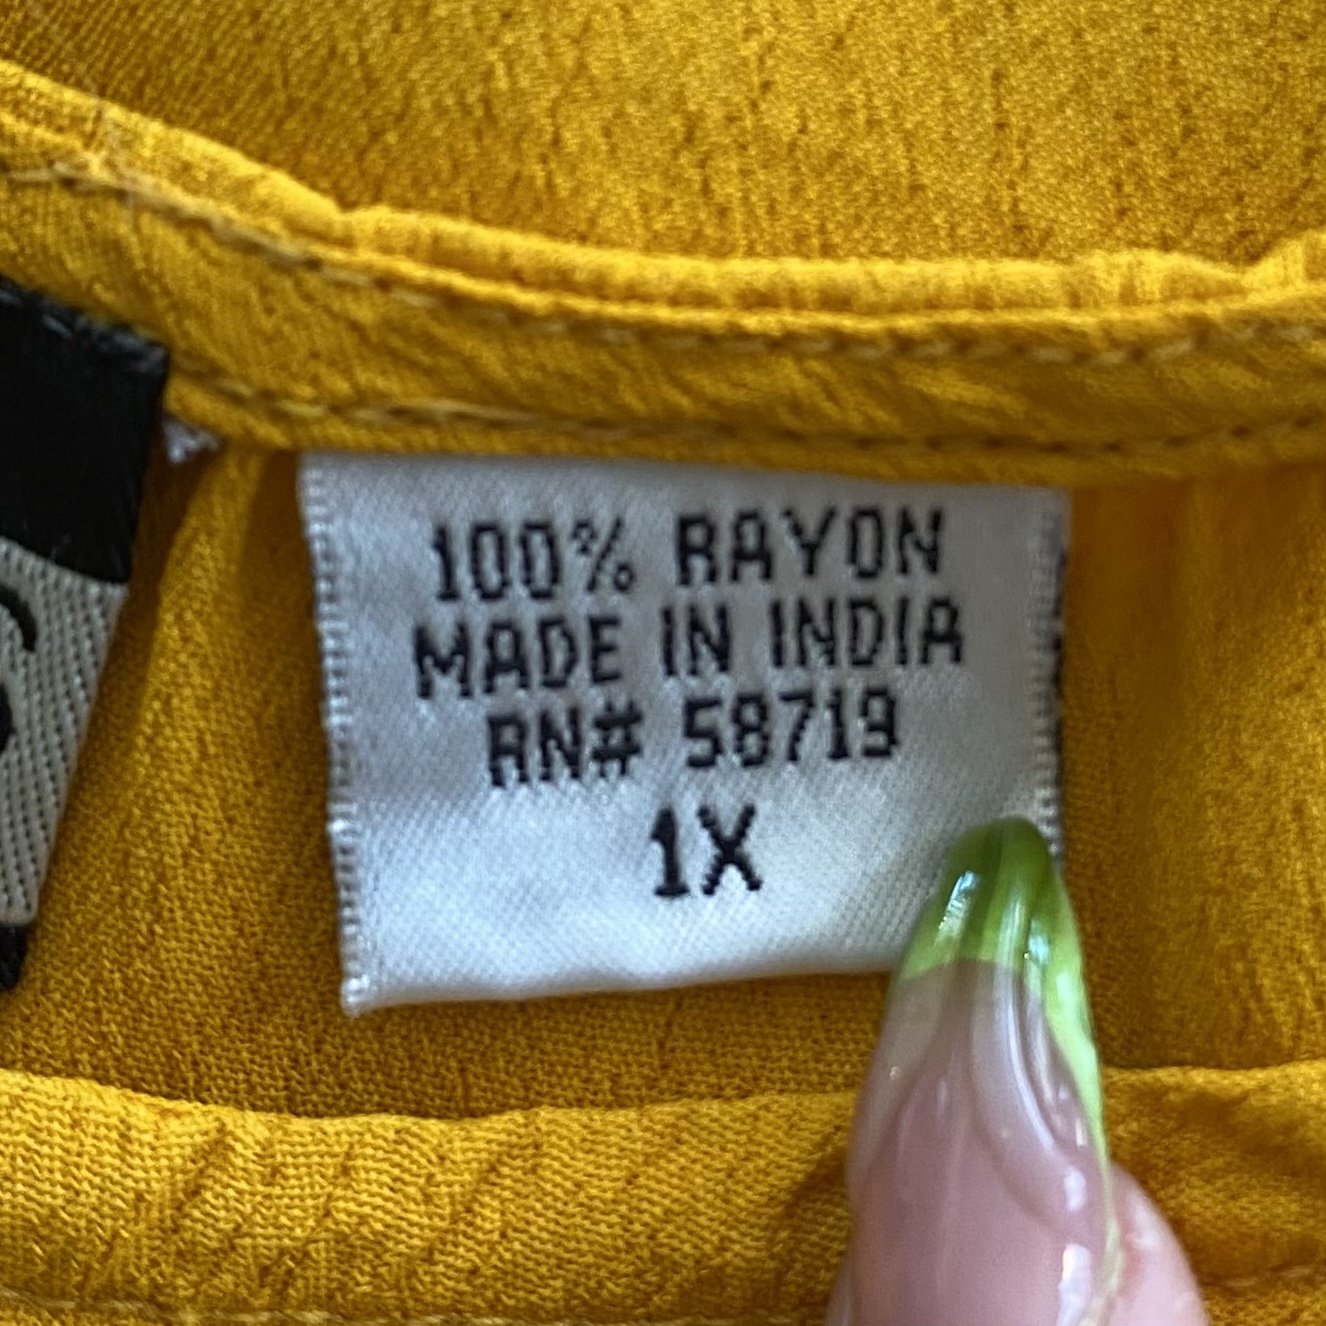 100% RAYON
MADE IN INDIA
RN# 58719
1X